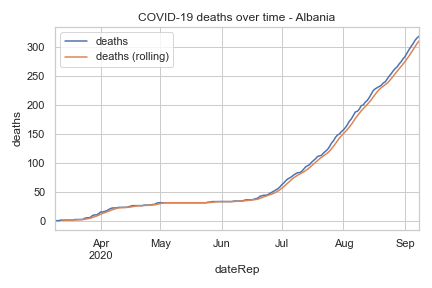 COVID-19 deaths over time - Albania
deaths
deaths (rolling)
300
250
200
150
100
50
0
deaths
Apr
2020
May
Jun
Jul
Aug
Sep
dateRep